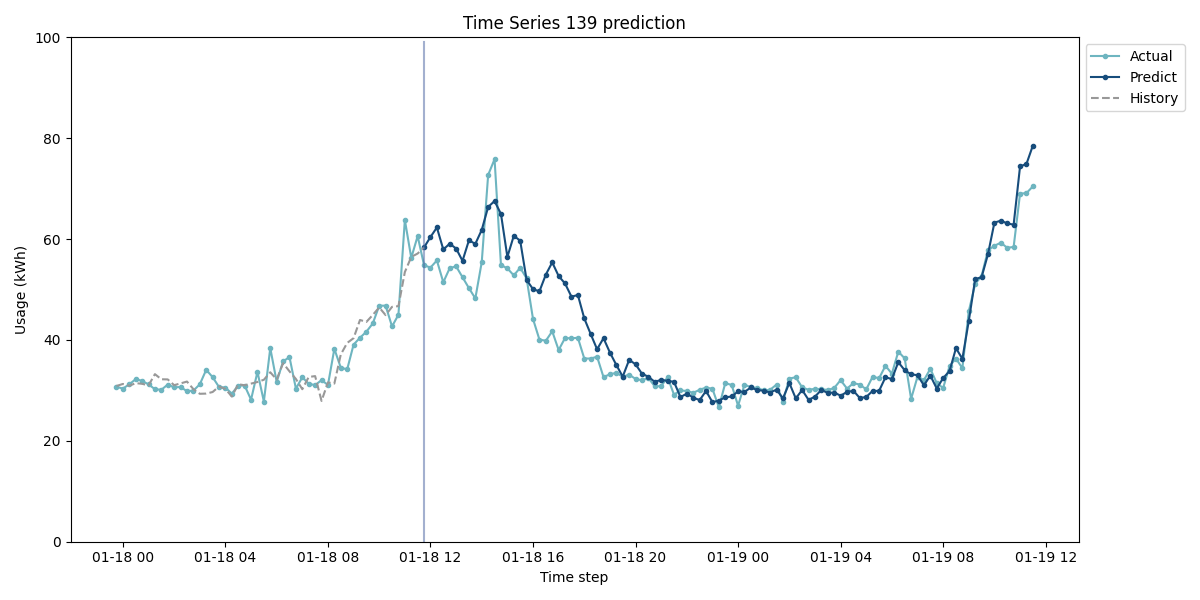 Time Series 139 prediction
100
80
60
40
20
0
Usage (kWh)
01-18 00
01-18 04
01-18 08
01-18 12
01-18 16
01-18 20
01-19 00
01-19 04
01-19 08
01-19 12
Time step
Actual
Predict
History